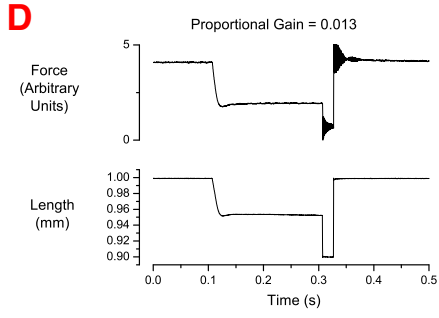 D
Proportional Gain = 0.013
Force
(Arbitrary
Units)
5
0
Length
(mm)
1.00
0.98
0.96
0.94
0.92
0.90
0.0 0.1 0.2 0.3 0.4 0.5
Time (s)